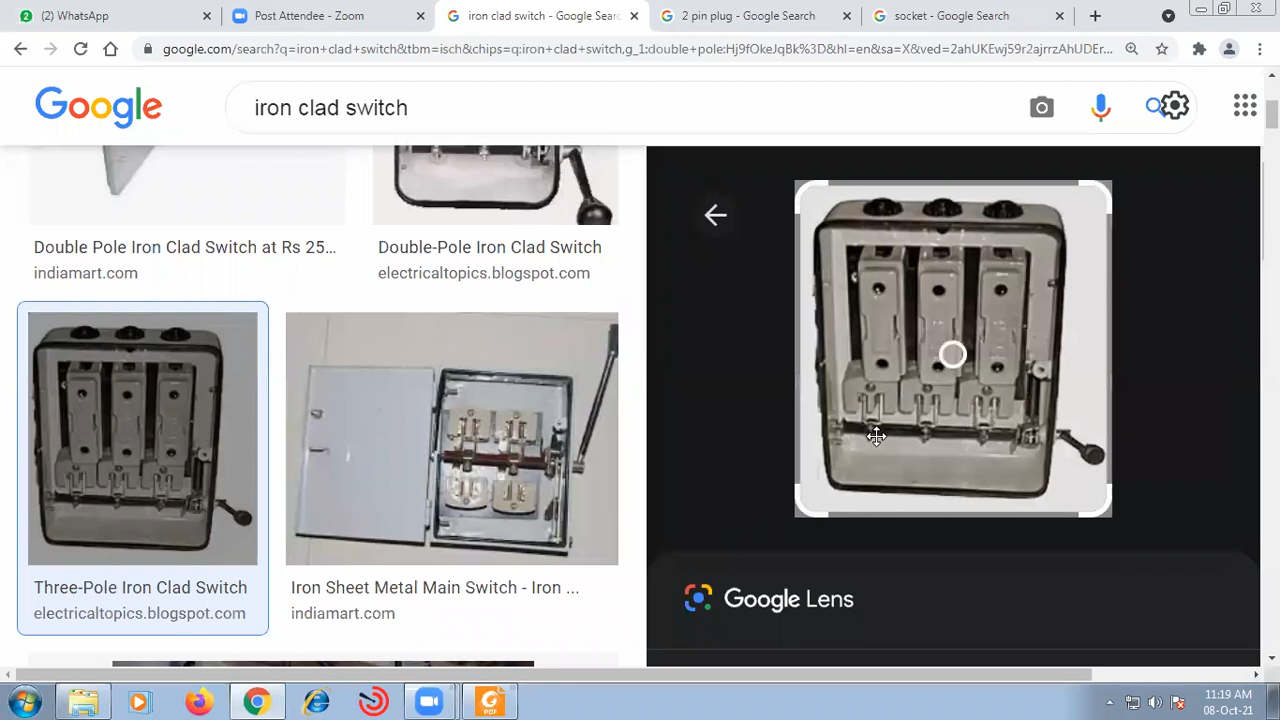 (2) WhatsApp
Post Attendee - Zoom
iron clad switch - Google Searc
2 pin plug - Google Search
socket - Google Search
google.com/search?q=iron+clad+switch&tbm=isch&chips=q:iron+clad+switch,g_1:double+pole:Hj9fOkeJqBk%3D&hl=en&sa=X&ved=2ahUKEwj59r2ajrrzAhUDEr...
Google
iron clad switch
Double Pole Iron Clad Switch at Rs 25...
indiamart.com
Double-Pole Iron Clad Switch
electricaltopics.blogspot.com
Three-Pole Iron Clad Switch
electricaltopics.blogspot.com
Iron Sheet Metal Main Switch - Iron ...
indiamart.com
Google Lens
PDF
11:19 AM
08-Oct-21